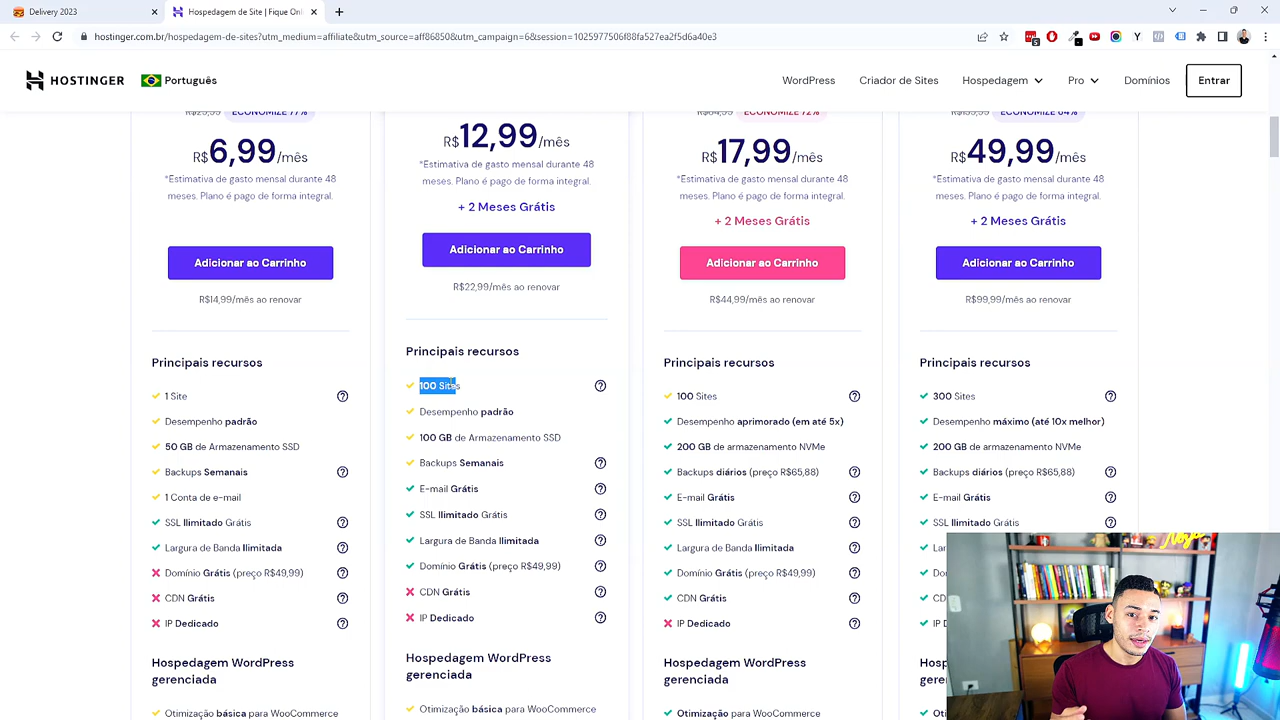 Delivery 2023
Hospedagem de Site | Fique Onl
hostinger.com.br/hospedagem-de-sites?utm_medium=affiliate&utm_source=aff86850&utm_campaign=6&session=1025977506f88fa527ea2f5d6a40e3
HOSTINGER
Português
WordPress
Criador de Sites
Hospedagem
Pro
Domínios
Entrar
ECONOMIZE 77%
R$6,99/mês
*Estimativa de gasto mensal durante 48
meses. Plano é pago de forma integral.
Adicionar ao Carrinho
R$14,99/mês ao renovar
Principais recursos
1 Site
Desempenho padrão
50 GB de Armazenamento SSD
Backups Semanais
1 Conta de e-mail
SSL Ilimitado Grátis
Largura de Banda Ilimitada
Domínio Grátis (preço R$49,99)
CDN Grátis
IP Dedicado
Hospedagem WordPress
gerenciada
Otimização básica para WooCommerce
R$12,99/mês
*Estimativa de gasto mensal durante 48
meses. Plano é pago de forma integral.
+ 2 Meses Grátis
Adicionar ao Carrinho
R$22,99/mês ao renovar
Principais recursos
100 Sites
Desempenho padrão
100 GB de Armazenamento SSD
Backups Semanais
E-mail Grátis
SSL Ilimitado Grátis
Largura de Banda Ilimitada
Domínio Grátis (preço R$49,99)
CDN Grátis
IP Dedicado
Hospedagem WordPress
gerenciada
Otimização básica para WooCommerce
ECONOMIZE 72%
R$17,99/mês
*Estimativa de gasto mensal durante 48
meses. Plano é pago de forma integral.
+ 2 Meses Grátis
Adicionar ao Carrinho
R$44,99/mês ao renovar
Principais recursos
100 Sites
Desempenho aprimorado (em até 5x)
200 GB de armazenamento NVMe
Backups diários (preço R$65,88)
E-mail Grátis
SSL Ilimitado Grátis
Largura de Banda Ilimitada
Domínio Grátis (preço R$49,99)
CDN Grátis
IP Dedicado
Hospedagem WordPress
gerenciada
Otimização para WooCommerce
ECONOMIZE 64%
R$49,99/mês
*Estimativa de gasto mensal durante 48
meses. Plano é pago de forma integral.
+ 2 Meses Grátis
Adicionar ao Carrinho
R$99,99/mês ao renovar
Principais recursos
300 Sites
Desempenho máximo (até 10x melhor)
200 GB de armazenamento NVMe
Backups diários (preço R$65,88)
E-mail Grátis
SSL Ilimitado Grátis